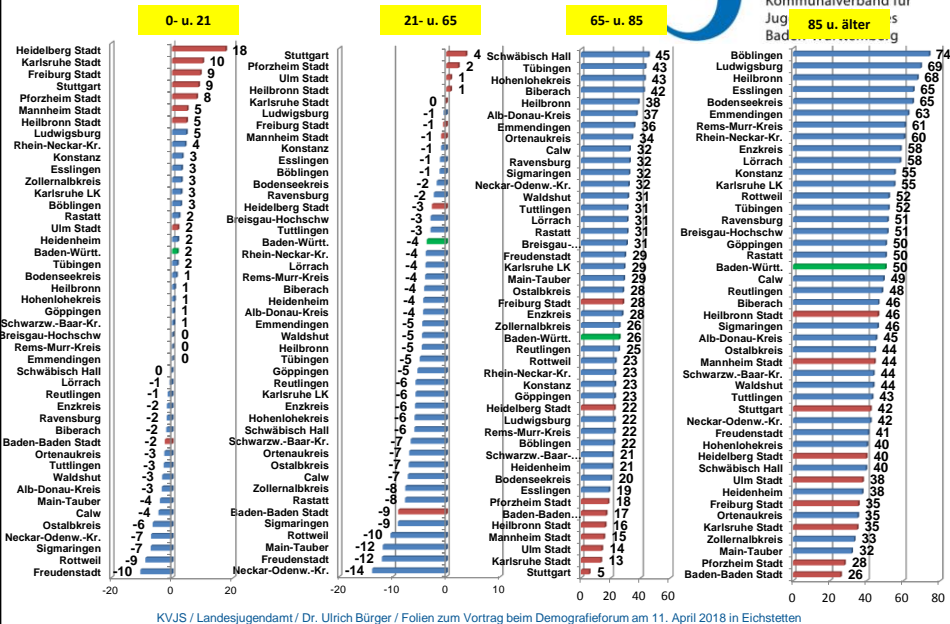 Kommunalverband für
Jug es
Bad
0- u. 21
Heidelberg Stadt 18
Karlsruhe Stadt 10
Freiburg Stadt 9
Stuttgart 9
Pforzheim Stadt 8
Mannheim Stadt 5
Heilbronn Stadt 5
Ludwigsburg 5
Rhein-Neckar-Kr. 4
Konstanz 3
Esslingen 3
Zollernalbkreis 3
Karlsruhe LK 3
Böblingen 3
Rastatt 2
Ulm Stadt 2
Heidenheim 2
Baden-Württ. 2
Tübingen 2
Bodenseekreis 1
Heilbronn 1
Hohenlohekreis 1
Göppingen 1
Schwarzw.-Baar-Kr. 1
Breisgau-Hochschw 0
Rems-Murr-Kreis 0
Emmendingen 0
Schwäbisch Hall 0
Lörrach -1
Reutlingen -1
Enzkreis -2
Ravensburg -2
Biberach -2
Baden-Baden Stadt -2
Ortenaukreis -3
Tuttlingen -3
Waldshut -3
Alb-Donau-Kreis -3
Main-Tauber -4
Calw -4
Ostalbkreis -6
Neckar-Odenw.-Kr. -7
Sigmaringen -7
Rottweil -9
Freudenstadt -10
-20 0 20
21- u. 65
Stuttgart 4
Pforzheim Stadt 2
Ulm Stadt 1
Heilbronn Stadt 1
Karlsruhe Stadt 0
Ludwigsburg -1
Freiburg Stadt -1
Mannheim Stadt -1
Konstanz -1
Esslingen -1
Böblingen -1
Bodenseekreis -2
Ravensburg -2
Heidelberg Stadt -3
Breisgau-Hochschw -3
Tuttlingen -3
Baden-Württ. -4
Rhein-Neckar-Kr. -4
Lörrach -4
Rems-Murr-Kreis -4
Biberach -4
Heidenheim -4
Alb-Donau-Kreis -4
Emmendingen -5
Waldshut -5
Heilbronn -5
Tübingen -5
Göppingen -5
Reutlingen -6
Karlsruhe LK -6
Enzkreis -6
Hohenlohekreis -6
Schwäbisch Hall -6
Schwarzw.-Baar-Kr. -7
Ortenaukreis -7
Ostalbkreis -7
Calw -7
Zollernalbkreis -8
Rastatt -8
Baden-Baden Stadt -9
Sigmaringen -9
Rottweil -10
Main-Tauber -12
Freudenstadt -12
Neckar-Odenw.-Kr. -14
-20 -10 0 10
65- u. 85
Schwäbisch Hall 45
Tübingen 43
Hohenlohekreis 43
Biberach 42
Heilbronn 38
Alb-Donau-Kreis 37
Emmendingen 36
Ortenaukreis 34
Calw 32
Ravensburg 32
Sigmaringen 32
Neckar-Odenw.-Kr. 32
Waldshut 31
Tuttlingen 31
Lörrach 31
Rastatt 31
Breisgau-... 31
Freudenstadt 29
Karlsruhe LK 29
Main-Tauber 29
Ostalbkreis 28
Freiburg Stadt 28
Enzkreis 28
Zollernalbkreis 26
Baden-Württ. 26
Reutlingen 25
Rottweil 23
Rhein-Neckar-Kr. 23
Konstanz 23
Göppingen 23
Heidelberg Stadt 22
Ludwigsburg 22
Rems-Murr-Kreis 22
Böblingen 22
Schwarzw.-Baar-... 21
Heidenheim 21
Bodenseekreis 20
Esslingen 19
Pforzheim Stadt 18
Badem-Baden... 17
Heilbronn Stadt 16
Mannheim Stadt 15
Ulm Stadt 14
Karlsruhe Stadt 13
Stuttgart 5
0 20 40 60
85 u. älter
Böblingen 74
Ludwigsburg 69
Heilbronn 68
Esslingen 65
Bodenseekreis 65
Emmendingen 63
Rems-Murr-Kreis 61
Rhein-Neckar-Kr. 60
Enzkreis 58
Lörrach 58
Konstanz 55
Karlsruhe LK 55
Rottweil 52
Tübingen 52
Ravensburg 51
Breisgau-Hochschw 51
Göppingen 50
Rastatt 50
Baden-Württ. 50
Calw 49
Reutlingen 48
Biberach 46
Heilbronn Stadt 46
Sigmaringen 46
Alb-Donau-Kreis 45
Ostalbkreis 44
Mannheim Stadt 44
Schwarzw.-Baar-Kr. 44
Waldshut 44
Tuttlingen 43
Stuttgart 42
Neckar-Odenw.-Kr. 42
Freudenstadt 41
Hohenlohekreis 40
Heidelberg Stadt 40
Schwäbisch Hall 40
Ulm Stadt 38
Heidenheim 38
Freiburg Stadt 35
Ortenaukreis 35
Karlsruhe Stadt 35
Zollernalbkreis 33
Main-Tauber 32
Pforzheim Stadt 28
Baden-Baden Stadt 26
0 20 40 60 80
KVJS / Landesjugendamt / Dr. Ulrich Bürger / Folien zum Vortrag beim Demografieforum am 11. April 2018 in Eichstetten